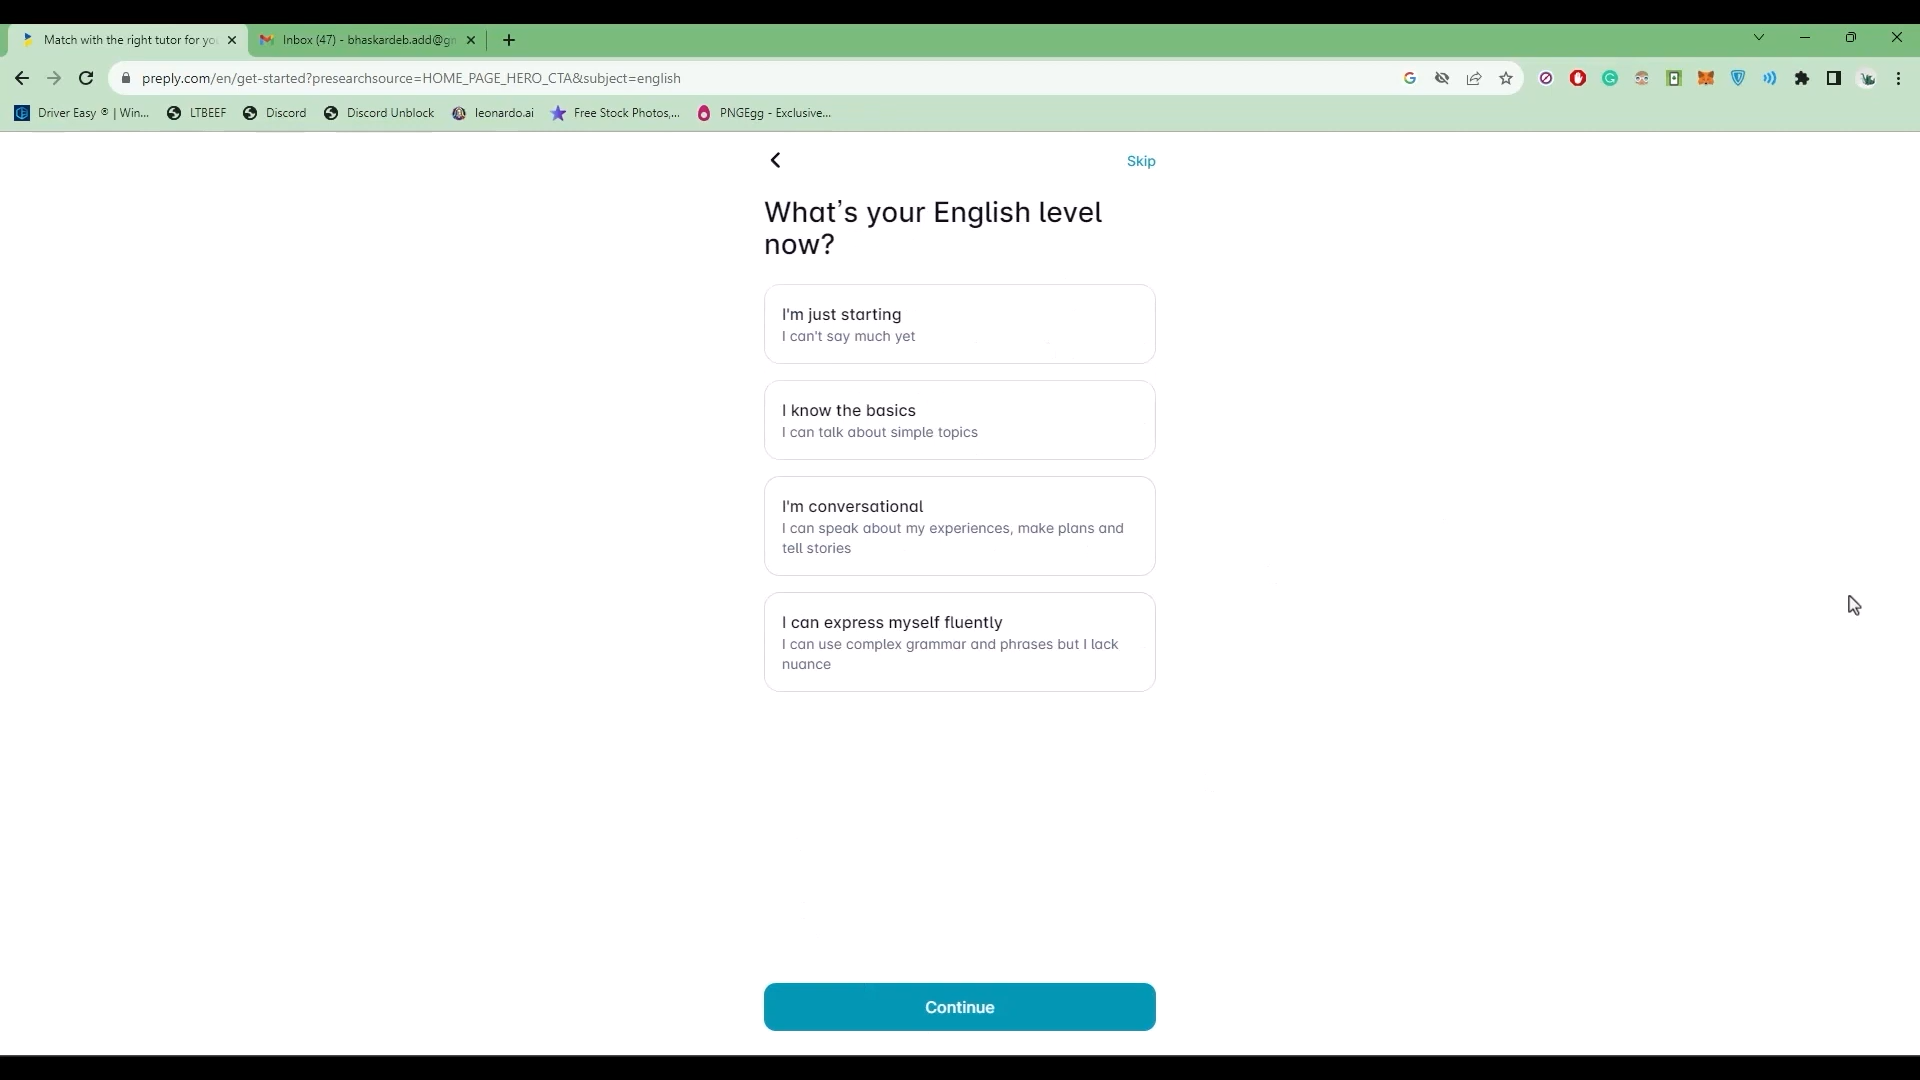 Match with the right tutor for yo
Inbox (47) - bhaskardeb.add@gm
preply.com/en/get-started?presearchsource=HOME_PAGE_HERO_CTA&subject=english
Driver Easy ® | Win...
LTBEEF
Discord
Discord Unblock
leonardo.ai
Free Stock Photos,...
PNGEgg - Exclusive...
Skip
What’s your English level
now?
I'm just starting
I can't say much yet
I know the basics
I can talk about simple topics
I'm conversational
I can speak about my experiences, make plans and
tell stories
I can express myself fluently
I can use complex grammar and phrases but I lack
nuance
Continue